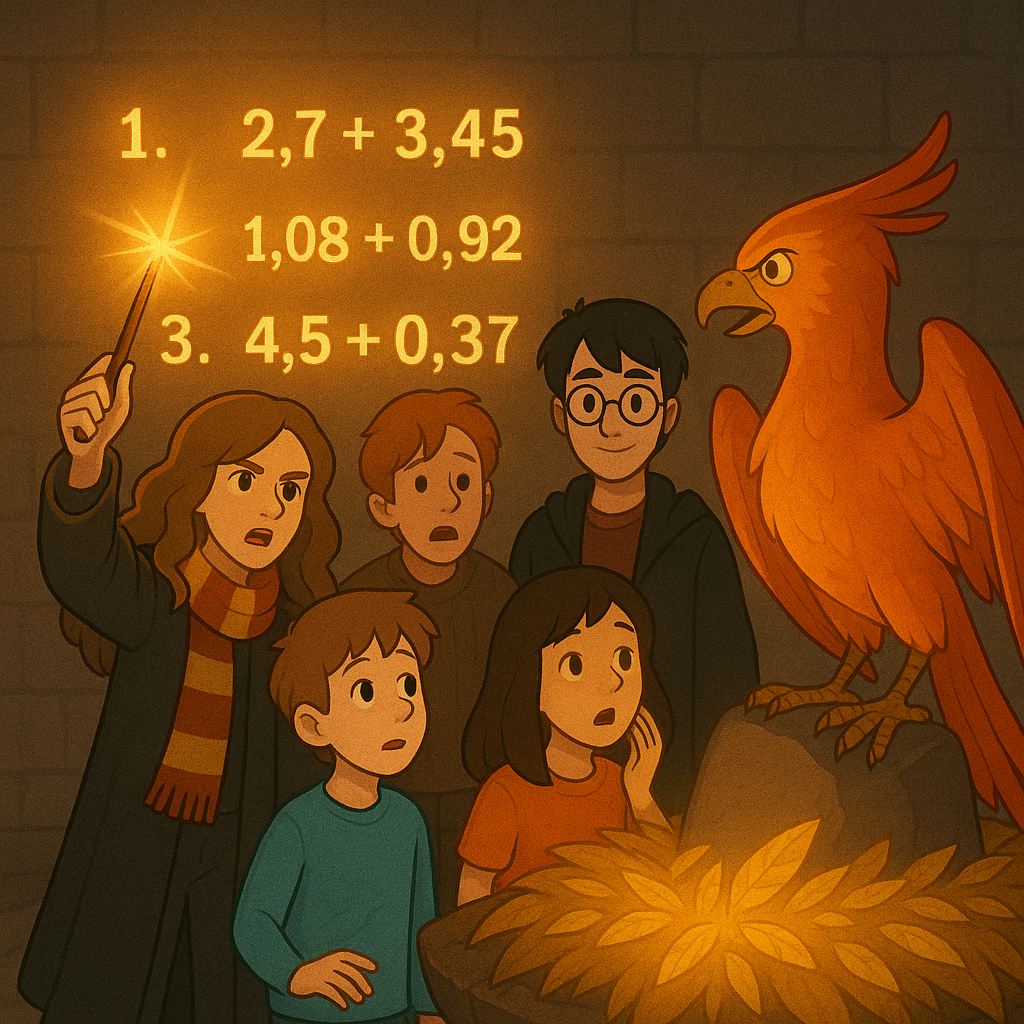 1. 2,7 + 3,45
1,08 + 0,92
3. 4,5 + 0,37